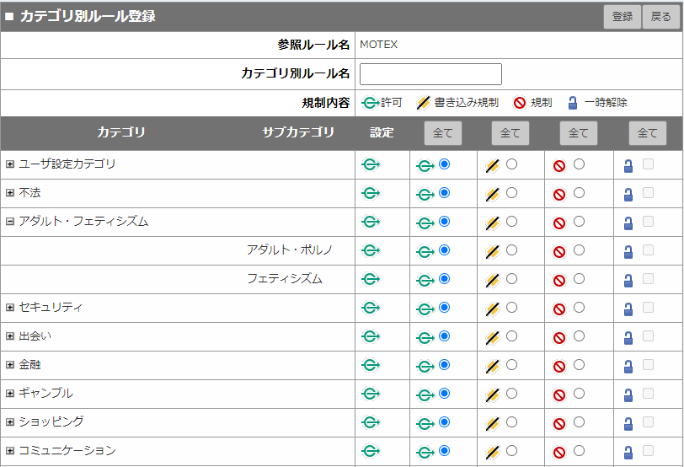 カテゴリ別ルール登録 登録 戻る
参照ルール名 MOTEX
カテゴリ別ルール名
規制内容 許可 書き込み規制 規制 一時解除
カテゴリ サブカテゴリ 設定 全て 全て 全て 全て
ユーザ設定カテゴリ
不法
アダルト・フェティシズム
アダルト・ポルノ
フェティシズム
セキュリティ
出会い
金融
ギャンブル
ショッピング
コミュニケーション